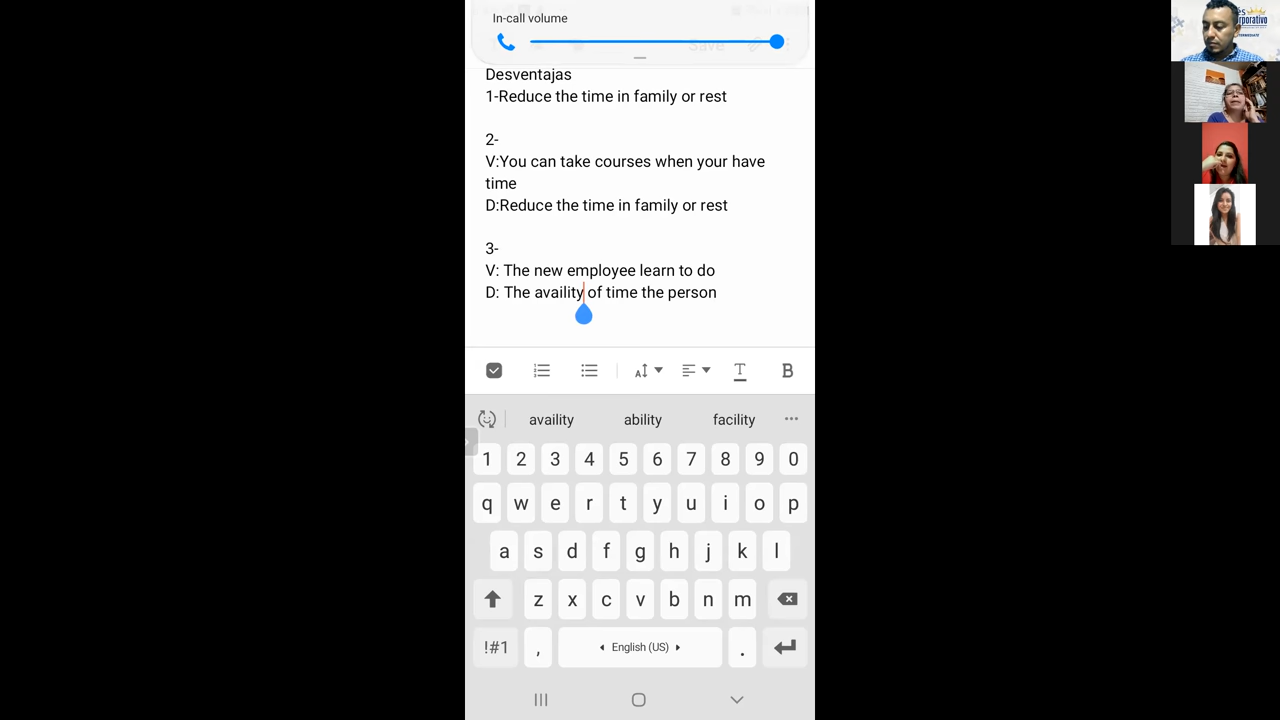 In-call volume
Save
Desventajas
1-Reduce the time in family or rest
2-
V:You can take courses when your have
time
D:Reduce the time in family or rest
3-
V: The new employee learn to do
D: The availity of time the person
B
availity ability facility
1 2 3 4 5 6 7 8 9 0
q w e r t y u i o p
a s d f g h j k l
z x c v b n m
!#1 , English (US) .